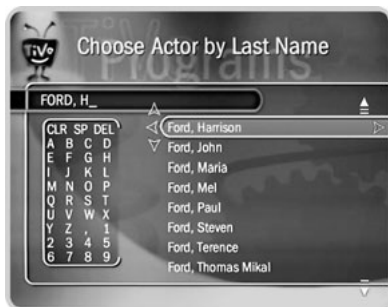 TiVo
Programs
Choose Actor by Last Name
FORD, H_
CLR SP DEL
A B C D
E F G H
I J K L
M N O P
Q R S T
U V W X
Y Z , 1
2 3 4 5
6 7 8 9
Ford, Harrison
Ford, John
Ford, Maria
Ford, Mel
Ford, Paul
Ford, Steven
Ford, Terence
Ford, Thomas Mikal